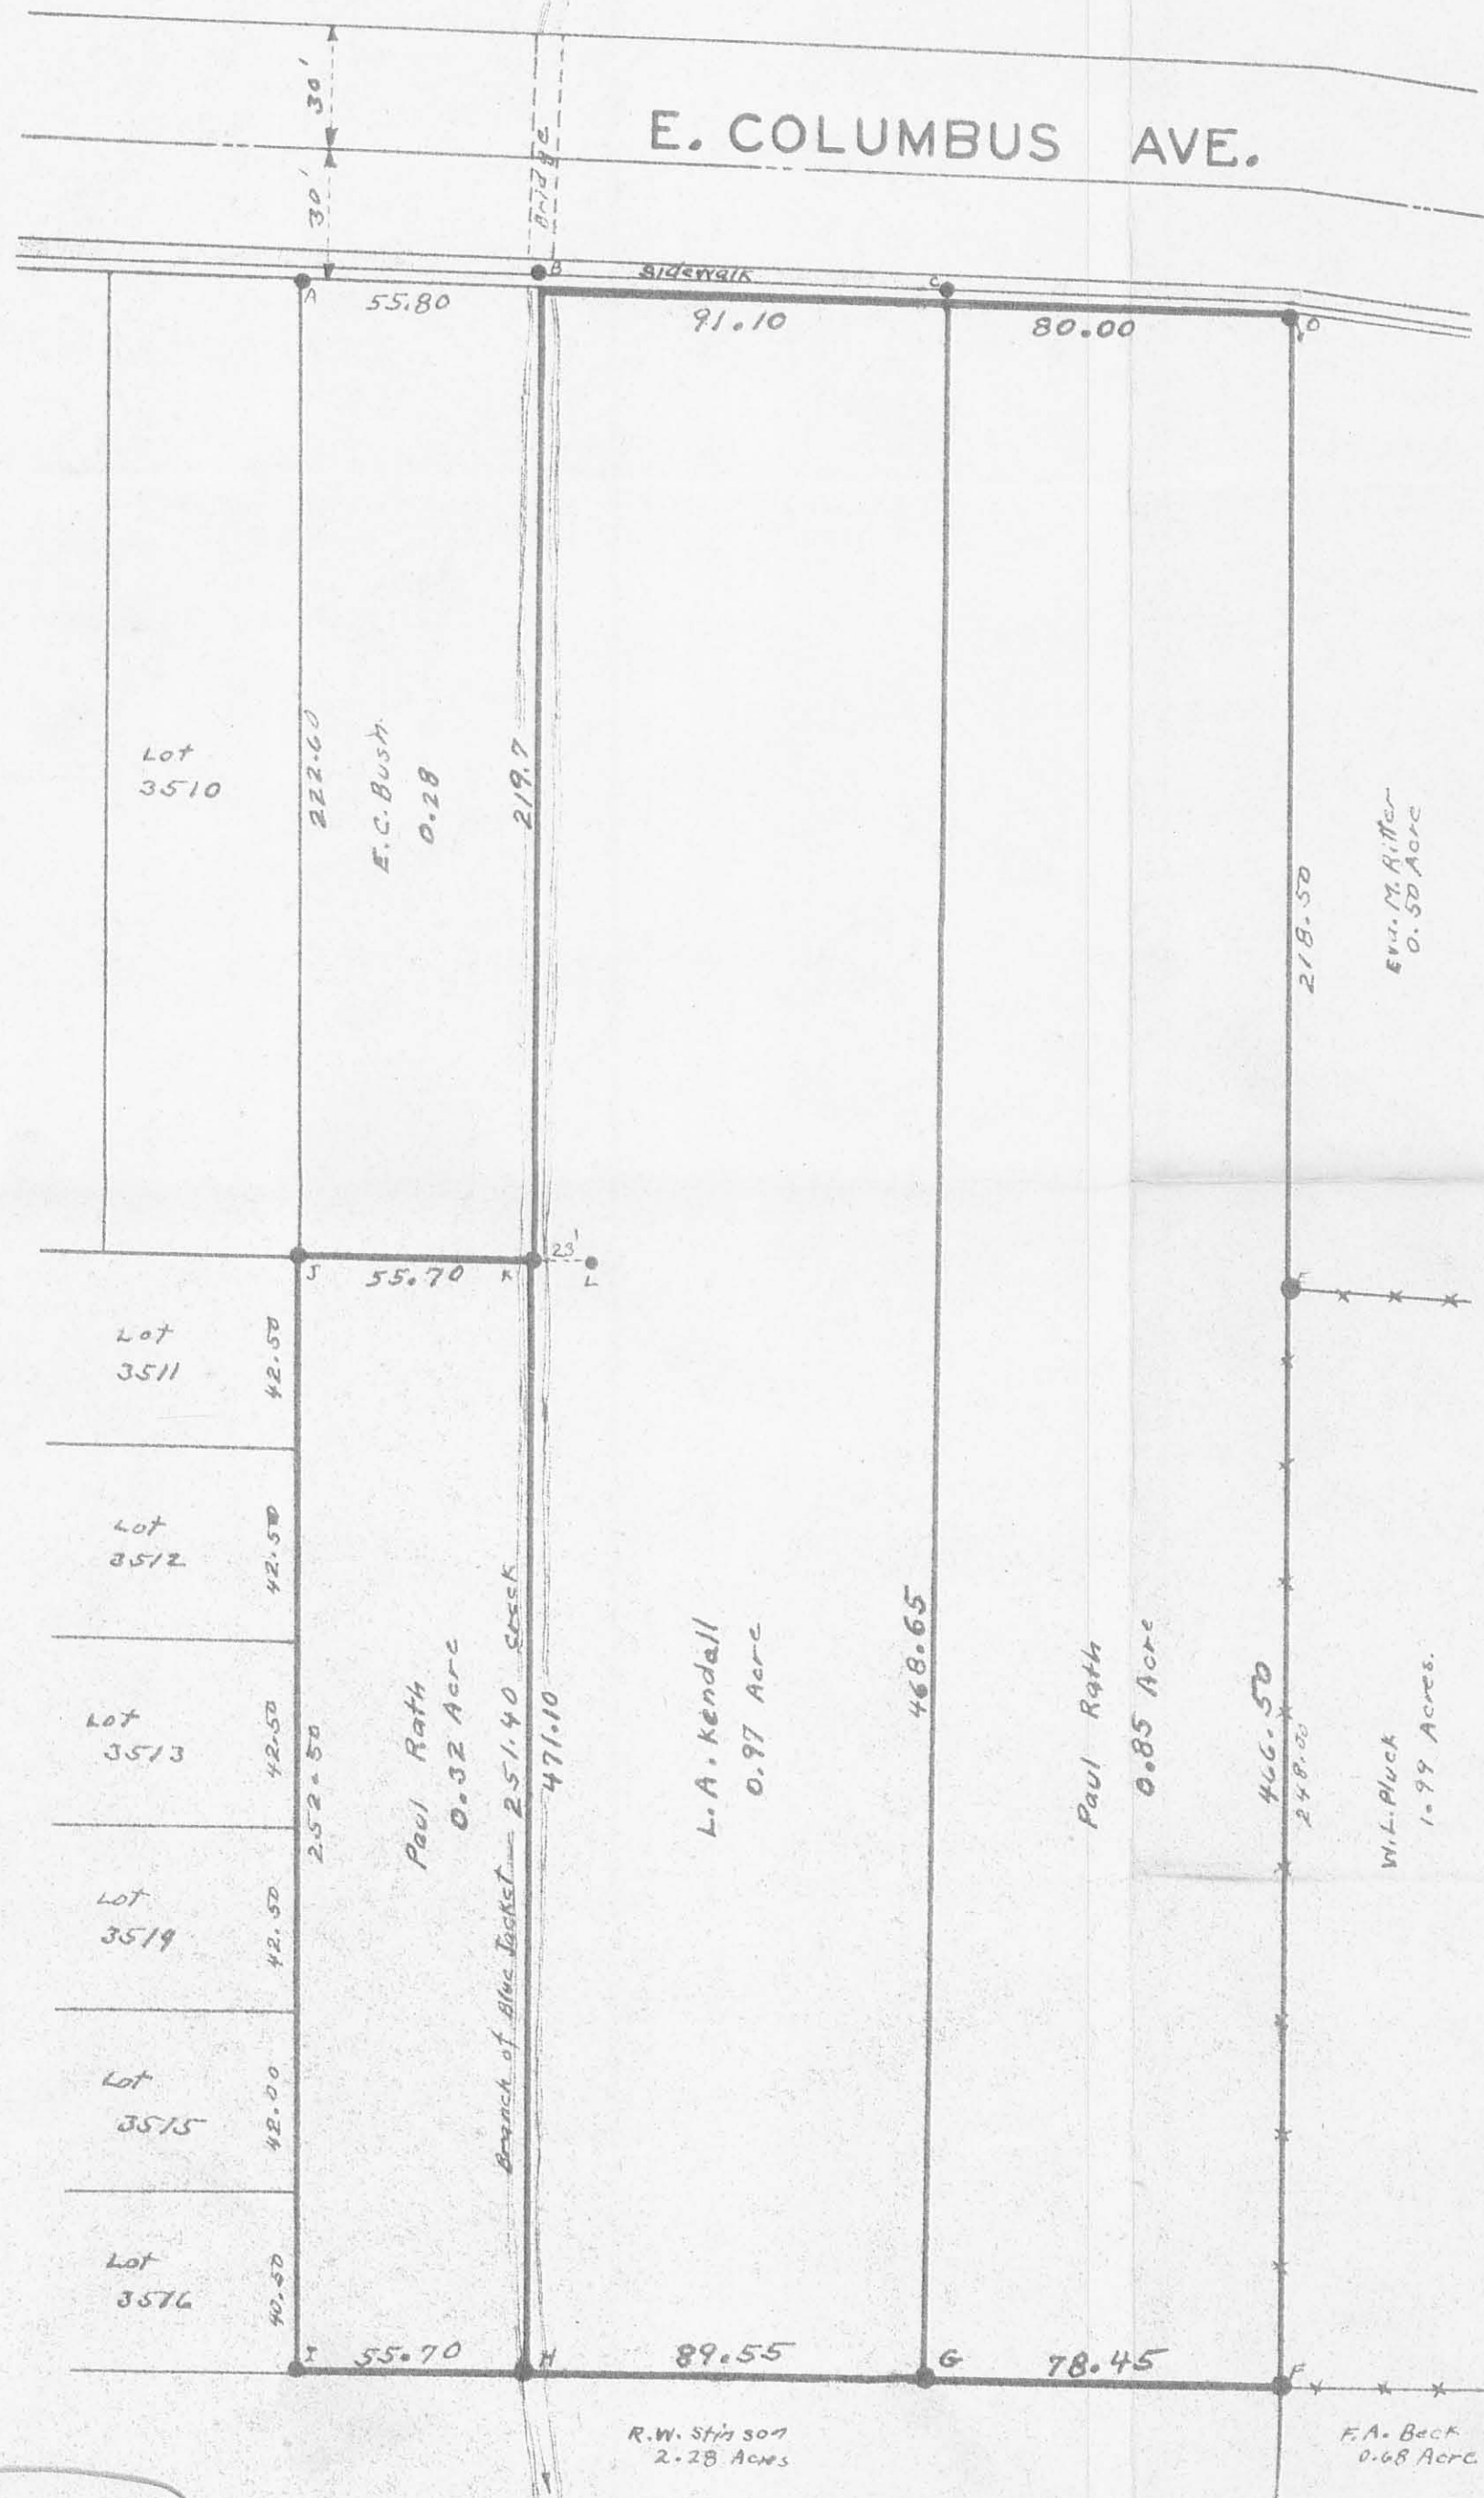 E. COLUMBUS AVE.
30'
30'
Bridge
Sidewalk
A
B
C
D
55.80
91.10
80.00
Lot
3510
222.60
E.C. Bush
0.28
219.7
218.50
Eva. M. Ritter
0.50 Acre
J
55.70
K
23'
L
E
Lot
3511
42.50
Lot
3512
42.50
Lot
3513
42.50
Lot
3514
42.50
Lot
3515
42.00
Lot
3516
40.50
252.50
Paul Rath
0.32 Acre
Branch of Blue Jacket
251.40
Creek
471.10
L.A. Kendall
0.97 Acre
468.65
Paul Rath
0.85 Acre
466.50
248.00
W.L. Pluck
1.99 Acres.
I
55.70
H
89.55
G
78.45
F
R.W. Stinson
2.28 Acres
F.A. Beck
0.68 Acre